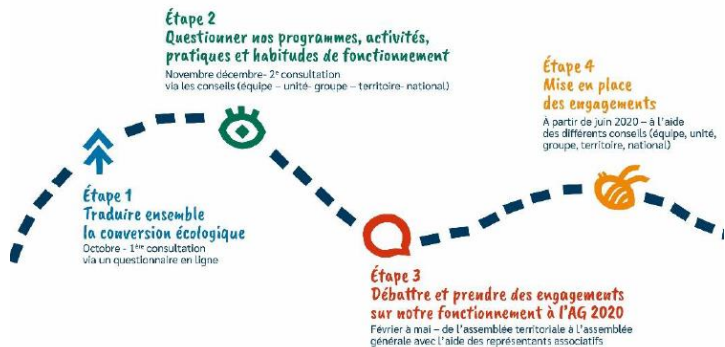 Étape 1
Traduire ensemble
la conversion écologique
Octobre - 1ère consultation
via un questionnaire en ligne
Étape 2
Questionner nos programmes, activités,
pratiques et habitudes de fonctionnement
Novembre décembre- 2e consultation
via les conseils (équipe – unité- groupe – territoire- national)
Étape 3
Débattre et prendre des engagements
sur notre fonctionnement à l'AG 2020
Février à mai – de l'assemblée territoriale à l'assemblée
générale avec l'aide des représentants associatifs
Étape 4
Mise en place
des engagements
À partir de juin 2020 – à l'aide
des différents conseils (équipe, unité,
groupe, territoire, national)